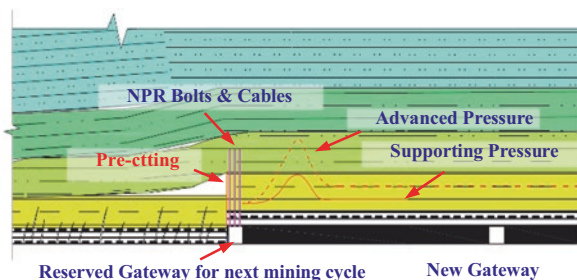 NPR Bolts & Cables
Advanced Pressure
Pre-ctting
Supporting Pressure
Reserved Gateway for next mining cycle
New Gateway